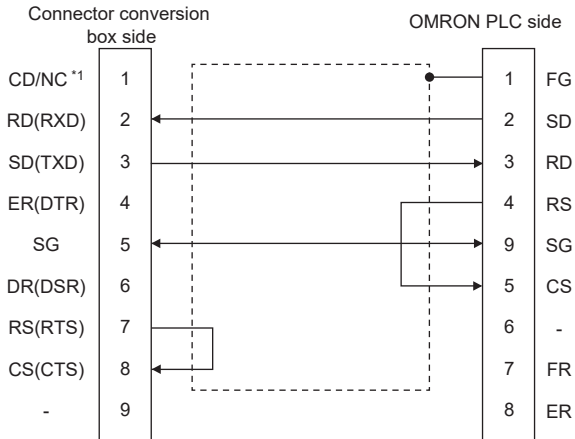 Connector conversion
box side
OMRON PLC side
CD/NC *1 1 1 FG
RD(RXD) 2 2 SD
SD(TXD) 3 3 RD
ER(DTR) 4 4 RS
SG 5 9 SG
DR(DSR) 6 5 CS
RS(RTS) 7 6 -
CS(CTS) 8 7 FR
- 9 8 ER